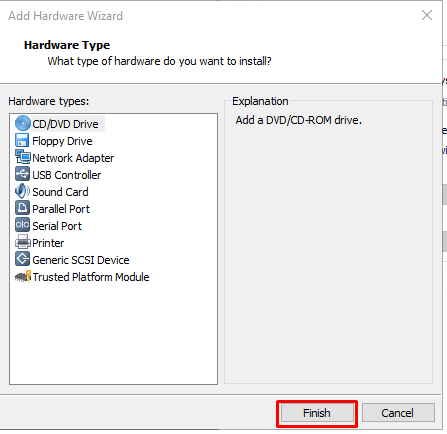 Add Hardware Wizard
Hardware Type
What type of hardware do you want to install?
Hardware types:
CD/DVD Drive
Floppy Drive
Network Adapter
USB Controller
Sound Card
Parallel Port
Serial Port
Printer
Generic SCSI Device
Trusted Platform Module
Explanation
Add a DVD/CD-ROM drive.
Finish
Cancel